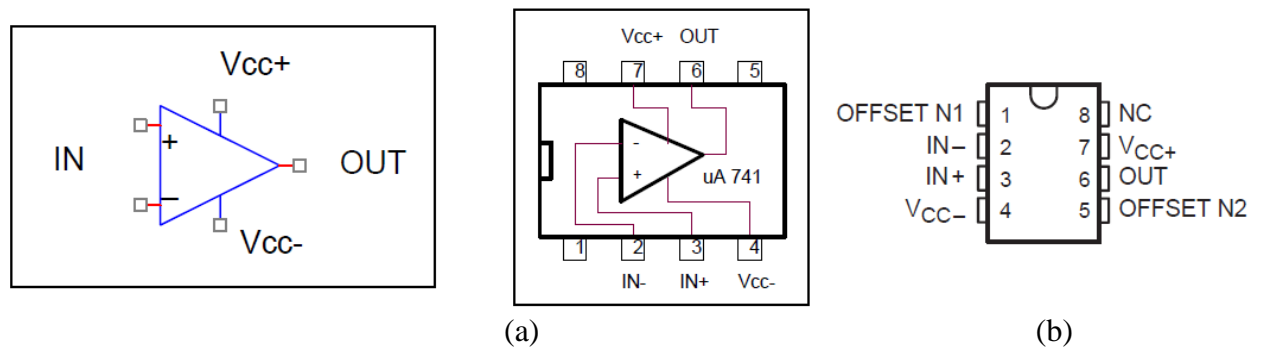 Vcc+
+
IN
OUT
−
Vcc-
Vcc+ OUT
8 7 6 5
-
+
uA 741
1 2 3 4
IN- IN+ Vcc-
(a)
OFFSET N1 1 8 NC
IN− 2 7 VCC+
IN+ 3 6 OUT
VCC− 4 5 OFFSET N2
(b)